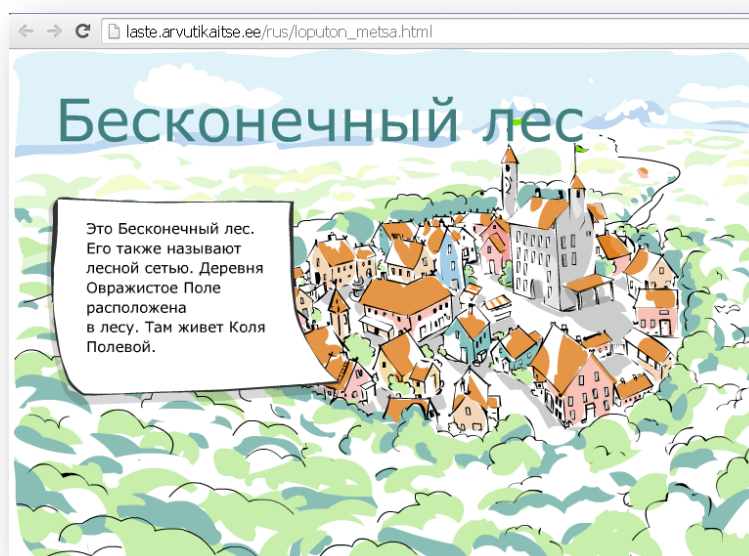 laste.arvutikaitse.ee/rus/loputon_metsa.html
Бесконечный лес
Это Бесконечный лес.
Его также называют
лесной сетью. Деревня
Овражистое Поле
расположена
в лесу. Там живет Коля
Полевой.